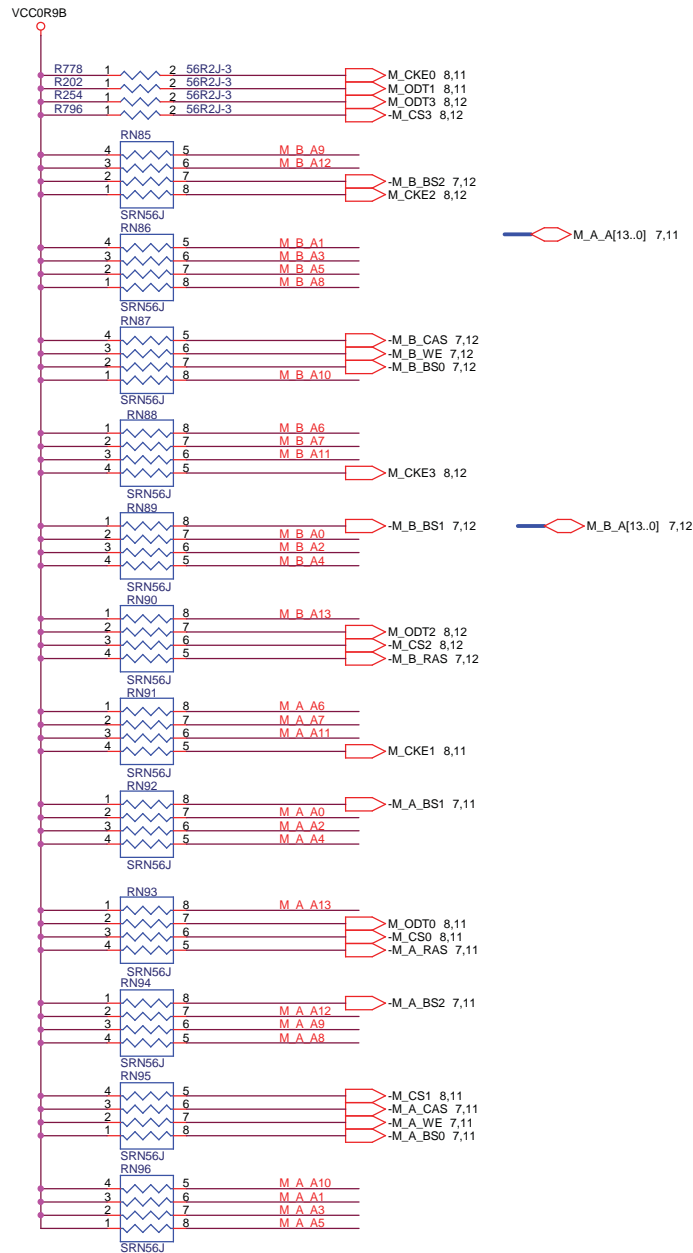 VCC0R9B
R778 1 2 56R2J-3 M_CKE0 8,11
R202 1 2 56R2J-3 M_ODT1 8,11
R254 1 2 56R2J-3 M_ODT3 8,12
R796 1 2 56R2J-3 -M_CS3 8,12
RN85
4 5 M_B_A9
3 6 M_B_A12
2 7 -M_B_BS2 7,12
1 8 M_CKE2 8,12
SRN56J
M_A_A[13..0] 7,11
RN86
4 5 M_B_A1
3 6 M_B_A3
2 7 M_B_A5
1 8 M_B_A8
SRN56J
RN87
4 5 -M_B_CAS 7,12
3 6 -M_B_WE 7,12
2 7 -M_B_BS0 7,12
1 8 M_B_A10
SRN56J
RN88
1 8 M_B_A6
2 7 M_B_A7
3 6 M_B_A11
4 5 M_CKE3 8,12
SRN56J
RN89
1 8 -M_B_BS1 7,12 M_B_A[13..0] 7,12
2 7 M_B_A0
3 6 M_B_A2
4 5 M_B_A4
SRN56J
RN90
1 8 M_B_A13
2 7 M_ODT2 8,12
3 6 -M_CS2 8,12
4 5 -M_B_RAS 7,12
SRN56J
RN91
1 8 M_A_A6
2 7 M_A_A7
3 6 M_A_A11
4 5 M_CKE1 8,11
SRN56J
RN92
1 8 -M_A_BS1 7,11
2 7 M_A_A0
3 6 M_A_A2
4 5 M_A_A4
SRN56J
RN93
1 8 M_A_A13
2 7 M_ODT0 8,11
3 6 -M_CS0 8,11
4 5 -M_A_RAS 7,11
SRN56J
RN94
1 8 -M_A_BS2 7,11
2 7 M_A_A12
3 6 M_A_A9
4 5 M_A_A8
SRN56J
RN95
4 5 -M_CS1 8,11
3 6 -M_A_CAS 7,11
2 7 -M_A_WE 7,11
1 8 -M_A_BS0 7,11
SRN56J
RN96
4 5 M_A_A10
3 6 M_A_A1
2 7 M_A_A3
1 8 M_A_A5
SRN56J